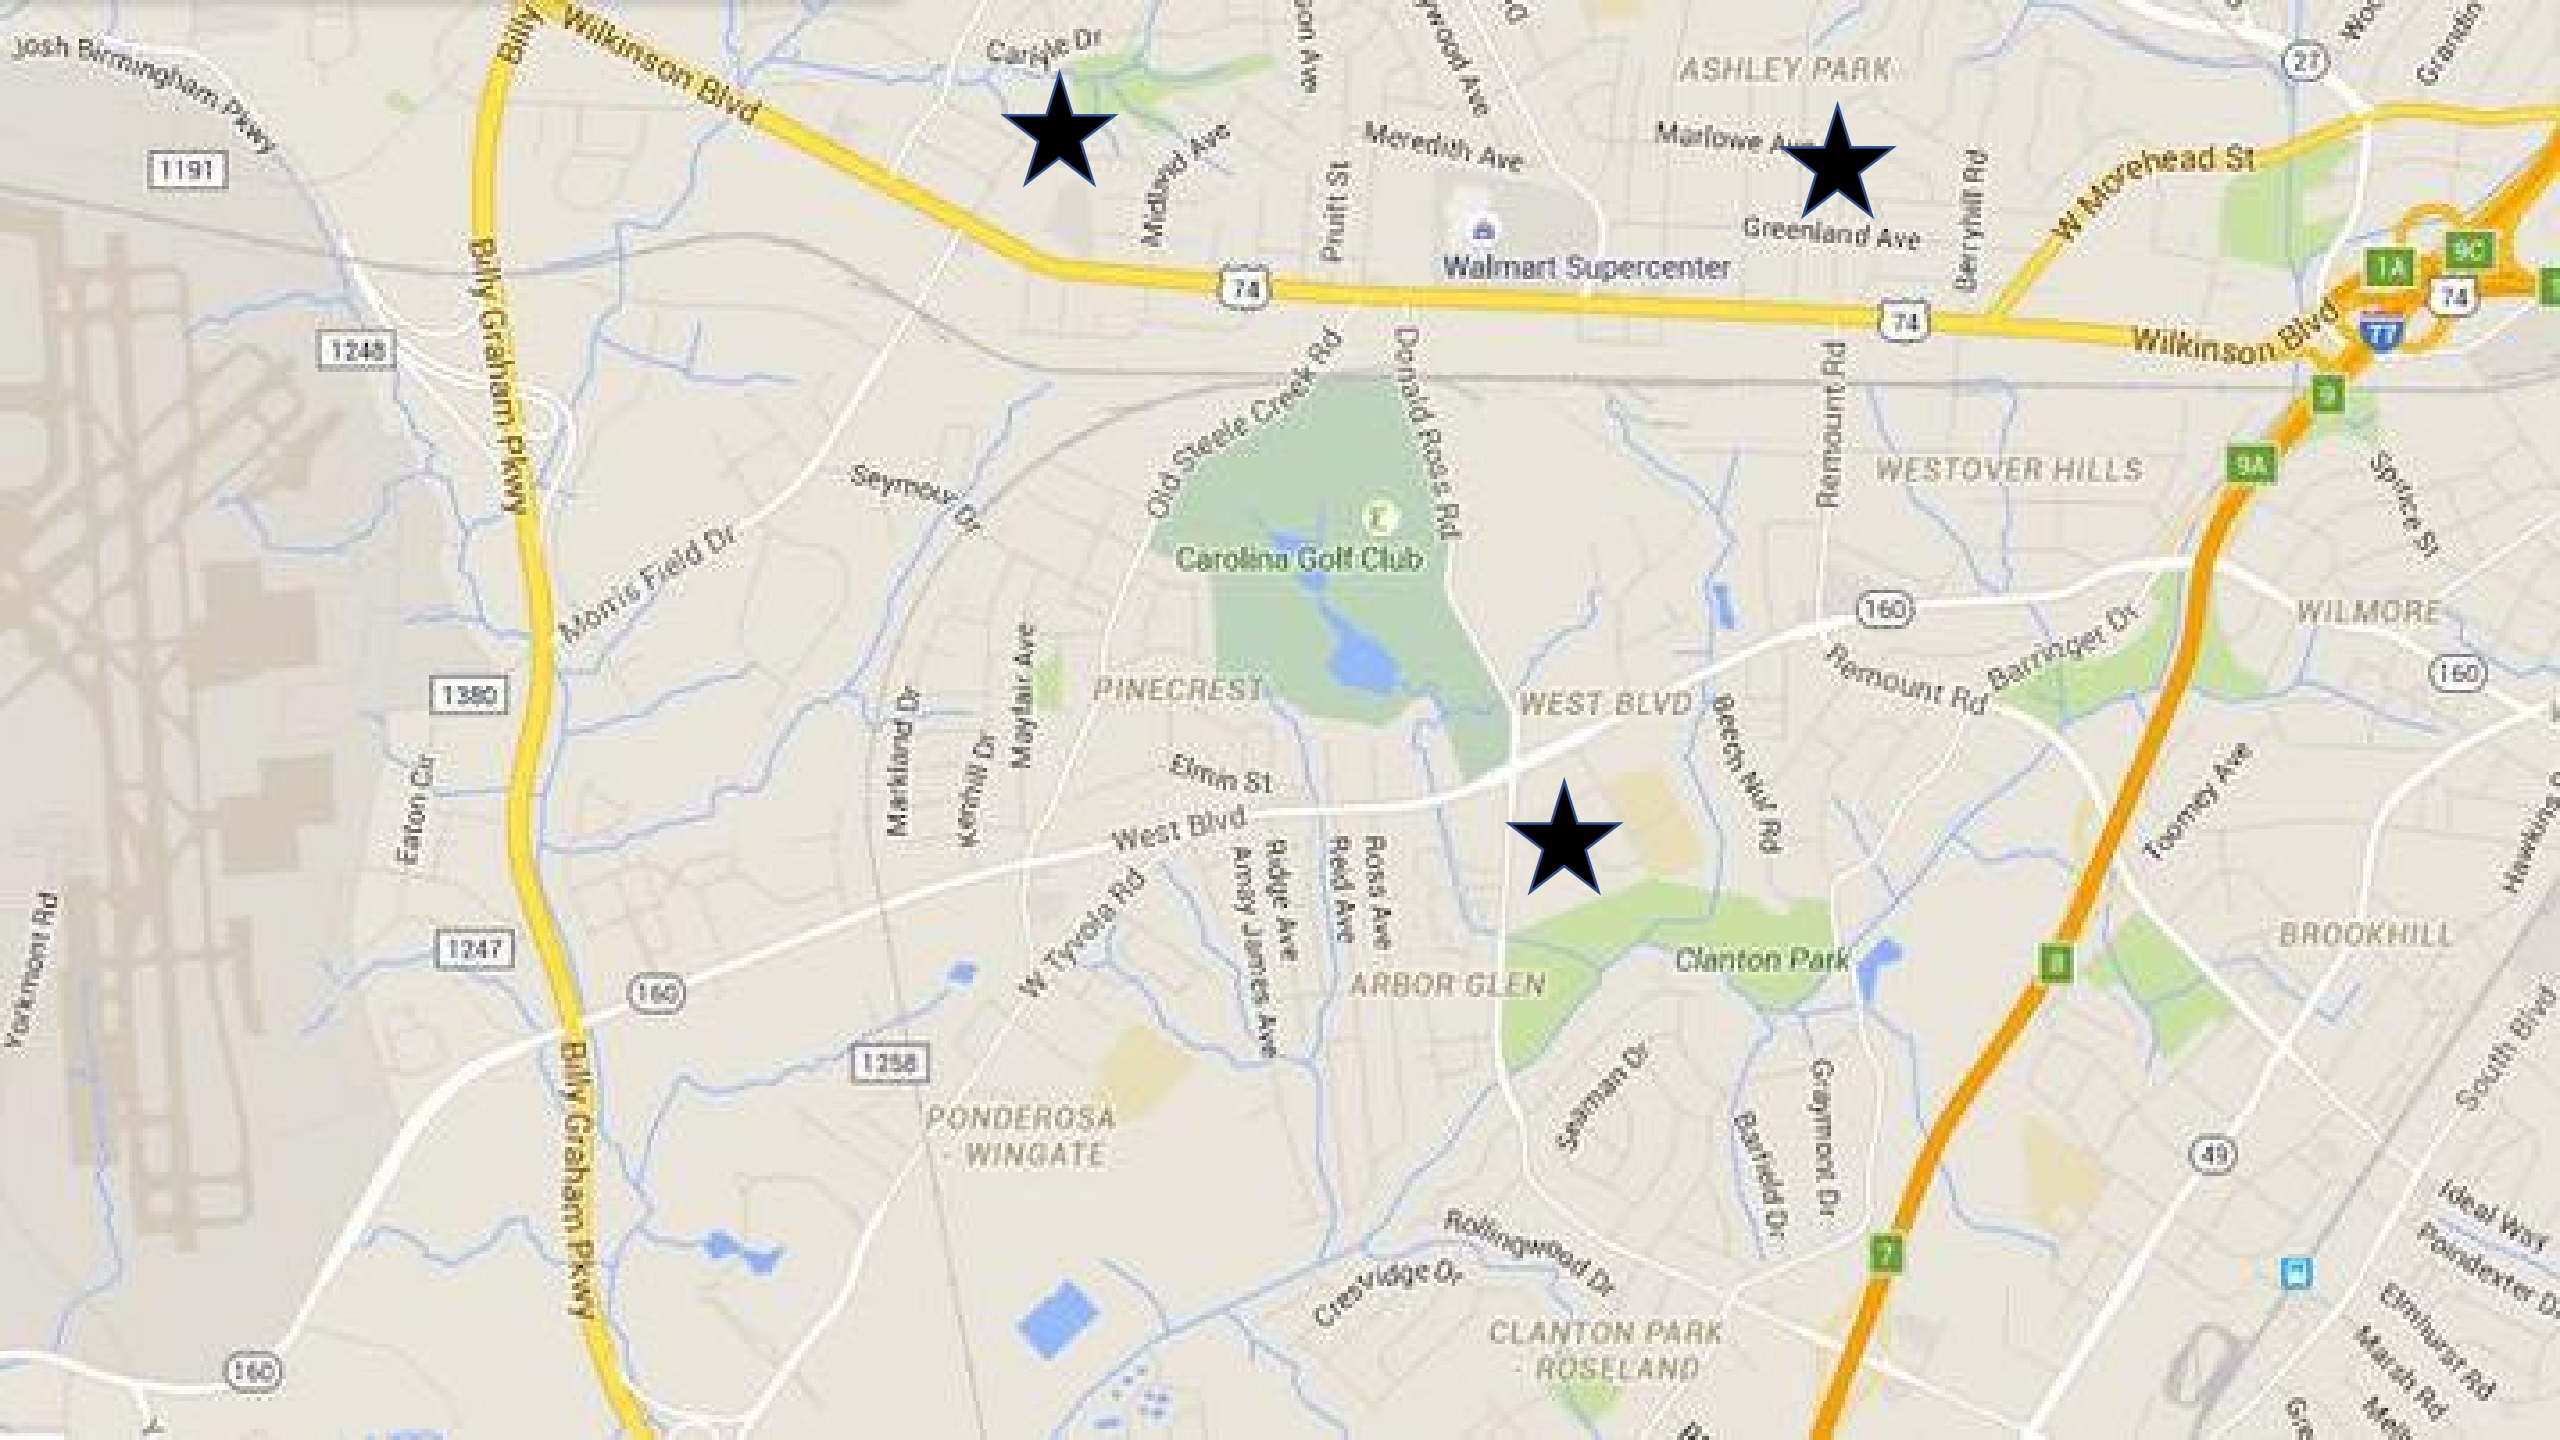 Josh Birmingham Pkwy
Billy
Wilkinson Blvd
Carlyle Dr
ASHLEY PARK
27
Grandin
1191
Midland Ave
Pruitt St
Meredith Ave
Marlowe Ave
Greenland Ave
Berryhill Rd
W Morehead St
Walmart Supercenter
1A
9C
74
77
74
74
Wilkinson Blvd
9
9A
Billy Graham Pkwy
1248
Old Steele Creek Rd
Donald Ross Rd
Remount Rd
WESTOVER HILLS
Spruce St
Seymour Dr
Morris Field Dr
Carolina Golf Club
160
WILMORE
160
Barringer Dr
Remount Rd
1380
Mayfair Ave
PINECREST
WEST BLVD
Markland Dr
Kenhill Dr
Elmin St
West Blvd
Beech Nut Rd
Toomey Ave
Eaton Cir
W Tyvola Rd
Amay James Ave
Ridge Ave
Reid Ave
Ross Ave
Yorkmont Rd
1247
160
ARBOR GLEN
Clanton Park
BROOKHILL
Hawkins
South Blvd
1258
PONDEROSA
- WINGATE
Seaman Dr
Barfield Dr
Graymont Dr
49
Billy Graham Pkwy
Rollingwood Dr
Crestridge Dr
7
Ideal Way
Poindexter D
Elmhurst Rd
Marsh Rd
CLANTON PARK
- ROSELAND
160